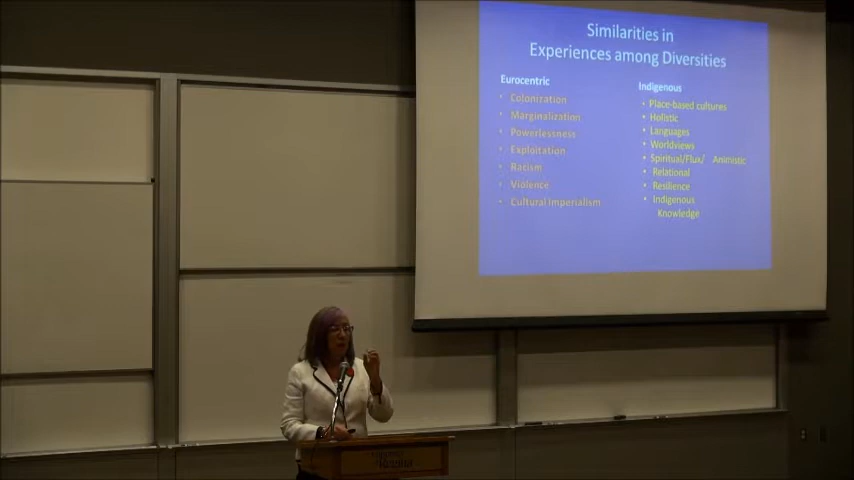 Similarities in
Experiences among Diversities
Eurocentric
• Colonization
• Marginalization
• Powerlessness
• Exploitation
• Racism
• Violence
• Cultural Imperialism
Indigenous
• Place-based cultures
• Holistic
• Languages
• Worldviews
• Spiritual/Flux/ Animistic
• Relational
• Resilience
• Indigenous
Knowledge